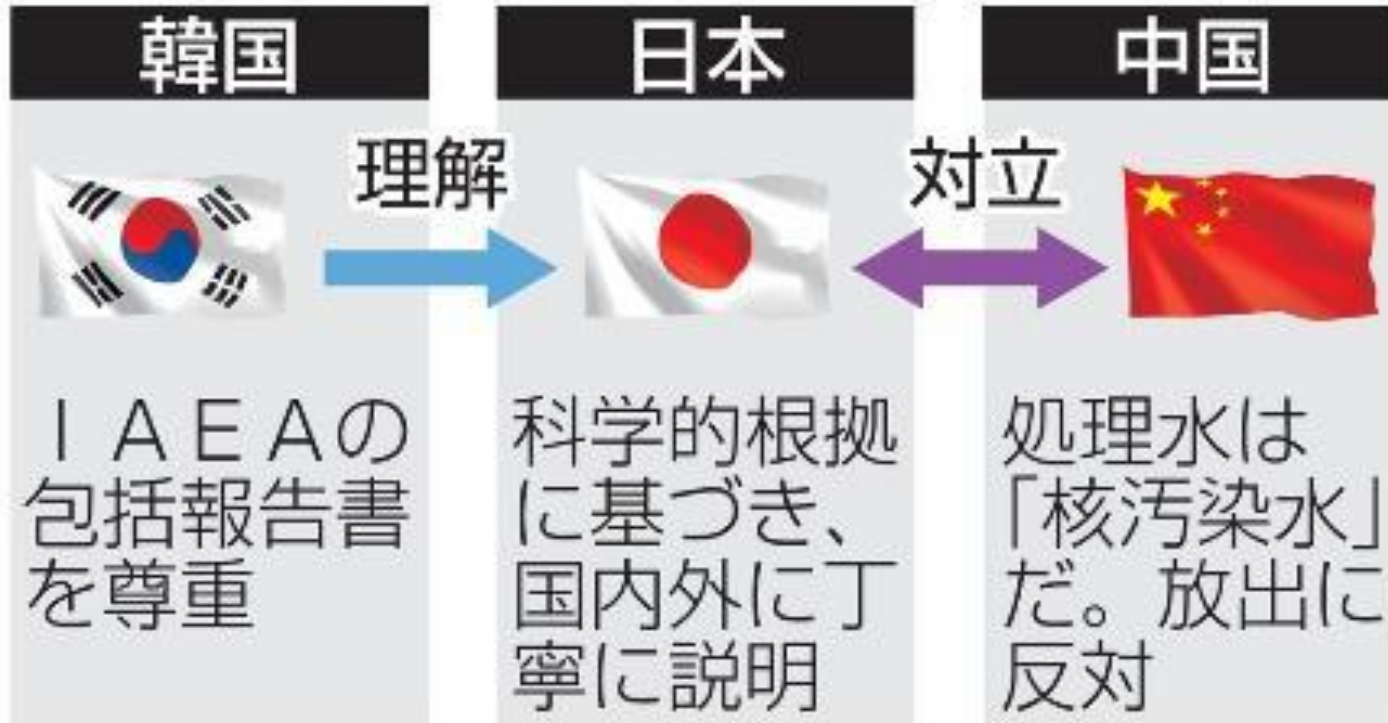 韓国
日本
中国
理解
対立
ＩＡＥＡの
包括報告書
を尊重
科学的根拠
に基づき、
国内外に丁
寧に説明
処理水は
「核汚染水」
だ。放出に
反対